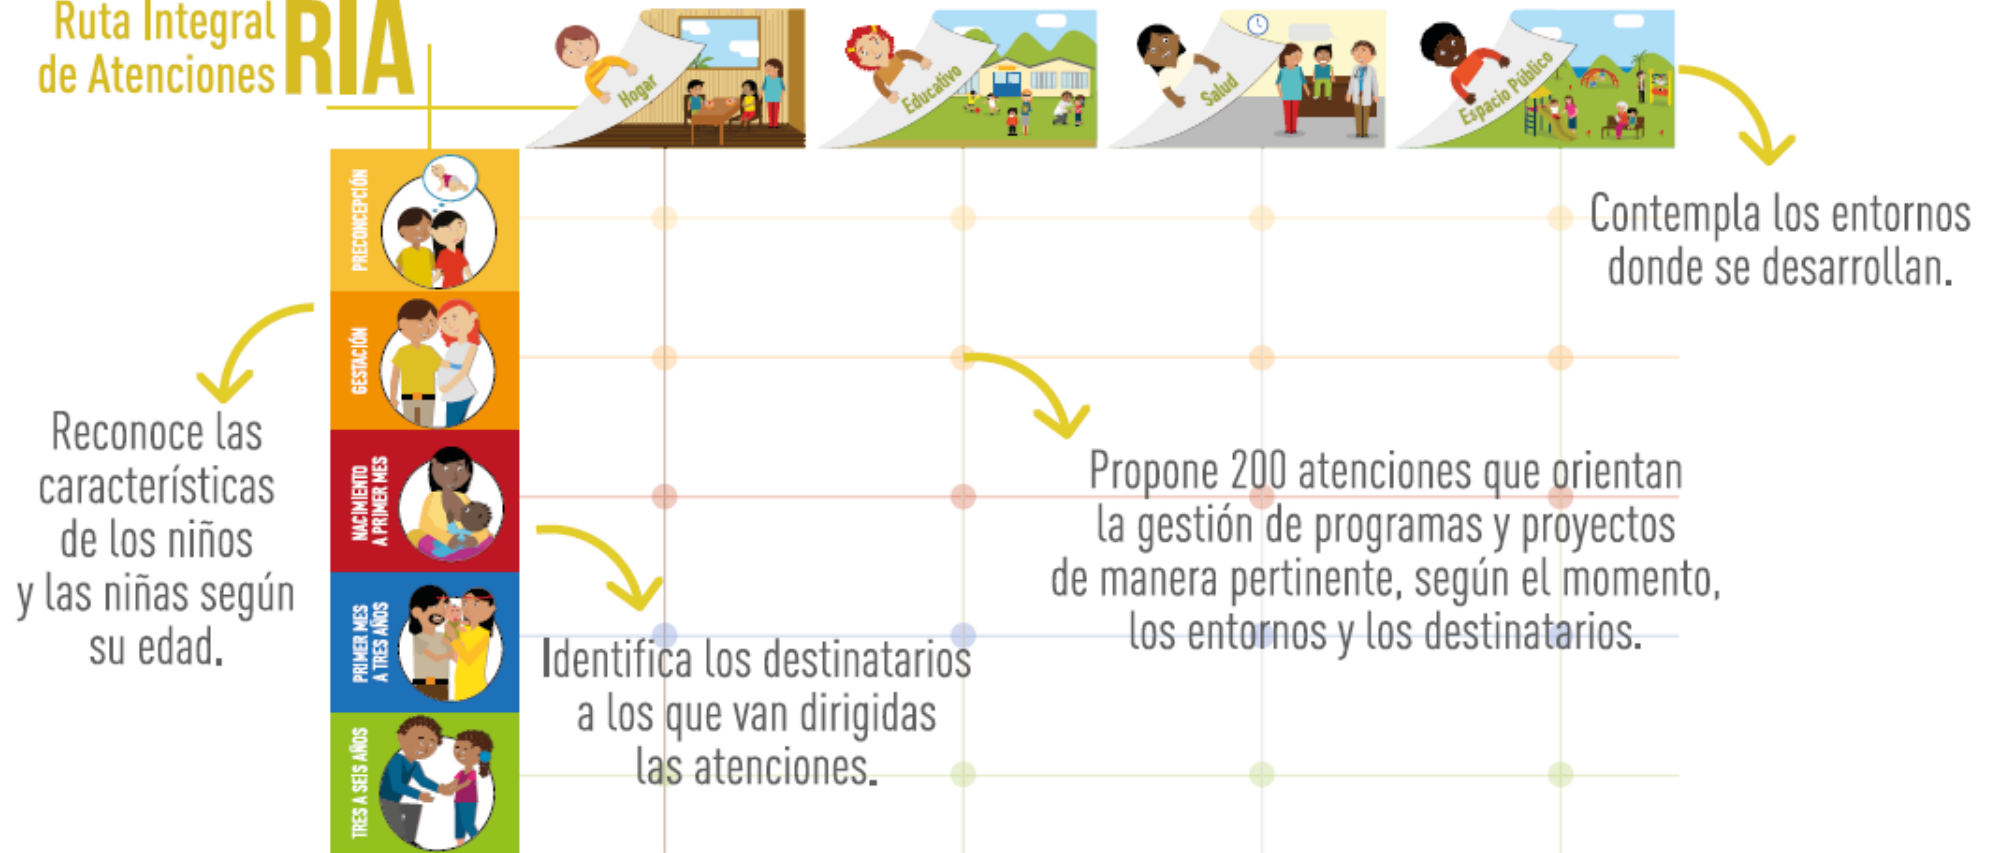 Ruta Integral
de Atenciones
RIA
Hogar
Educativo
Salud
Espacio Público
Contempla los entornos
donde se desarrollan.
PRECONCEPCIÓN
GESTACIÓN
NACIMIENTO
A PRIMER MES
PRIMER MES
A TRES AÑOS
TRES A SEIS AÑOS
Reconoce las
características
de los niños
y las niñas según
su edad.
Propone 200 atenciones que orientan
la gestión de programas y proyectos
de manera pertinente, según el momento,
los entornos y los destinatarios.
Identifica los destinatarios
a los que van dirigidas
las atenciones.